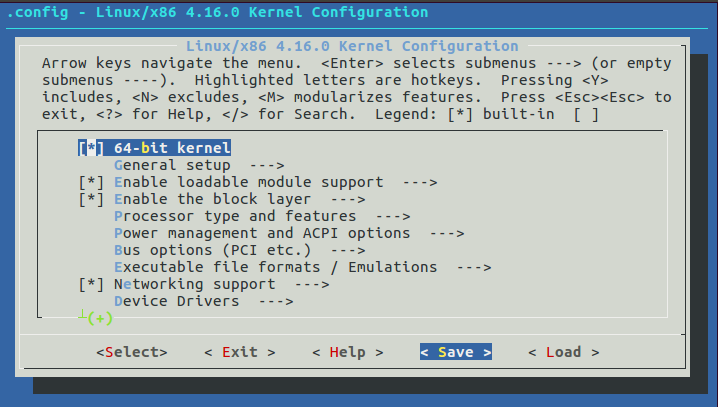 .config - Linux/x86 4.16.0 Kernel Configuration
Linux/x86 4.16.0 Kernel Configuration
Arrow keys navigate the menu.  <Enter> selects submenus ---> (or empty
submenus ----).  Highlighted letters are hotkeys.  Pressing <Y>
includes, <N> excludes, <M> modularizes features.  Press <Esc><Esc> to
exit, <?> for Help, </> for Search.  Legend: [*] built-in  [ ]
[*] 64-bit kernel
General setup  --->
[*] Enable loadable module support  --->
[*] Enable the block layer  --->
Processor type and features  --->
Power management and ACPI options  --->
Bus options (PCI etc.)  --->
Executable file formats / Emulations  --->
[*] Networking support  --->
Device Drivers  --->
┴(+)
<Select>    < Exit >    < Help >    < Save >    < Load >